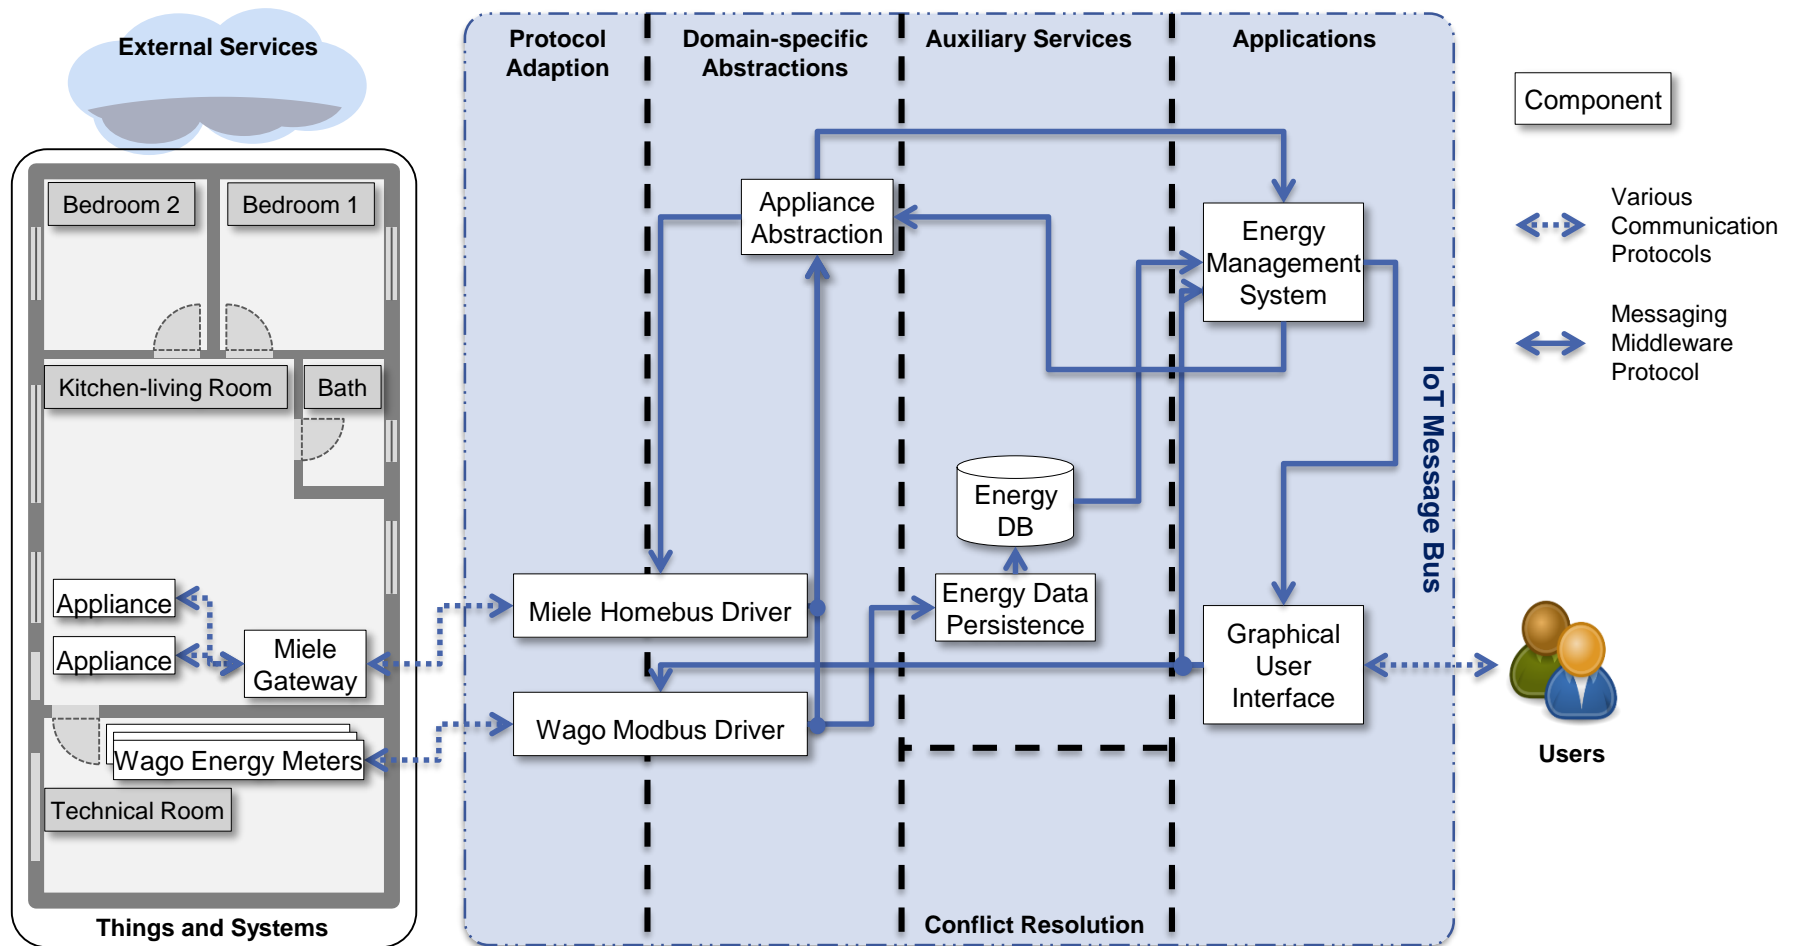 External Services
Bedroom 2
Bedroom 1
Kitchen-living Room
Bath
Appliance
Appliance
Miele
Gateway
Wago Energy Meters
Technical Room
Things and Systems
Protocol
Adaption
Domain-specific
Abstractions
Auxiliary Services
Applications
Appliance
Abstraction
Energy
Management
System
Energy
DB
Miele Homebus Driver
Energy Data
Persistence
Wago Modbus Driver
Graphical
User
Interface
Conflict Resolution
IoT Message Bus
Component
Various
Communication
Protocols
Messaging
Middleware
Protocol
Users